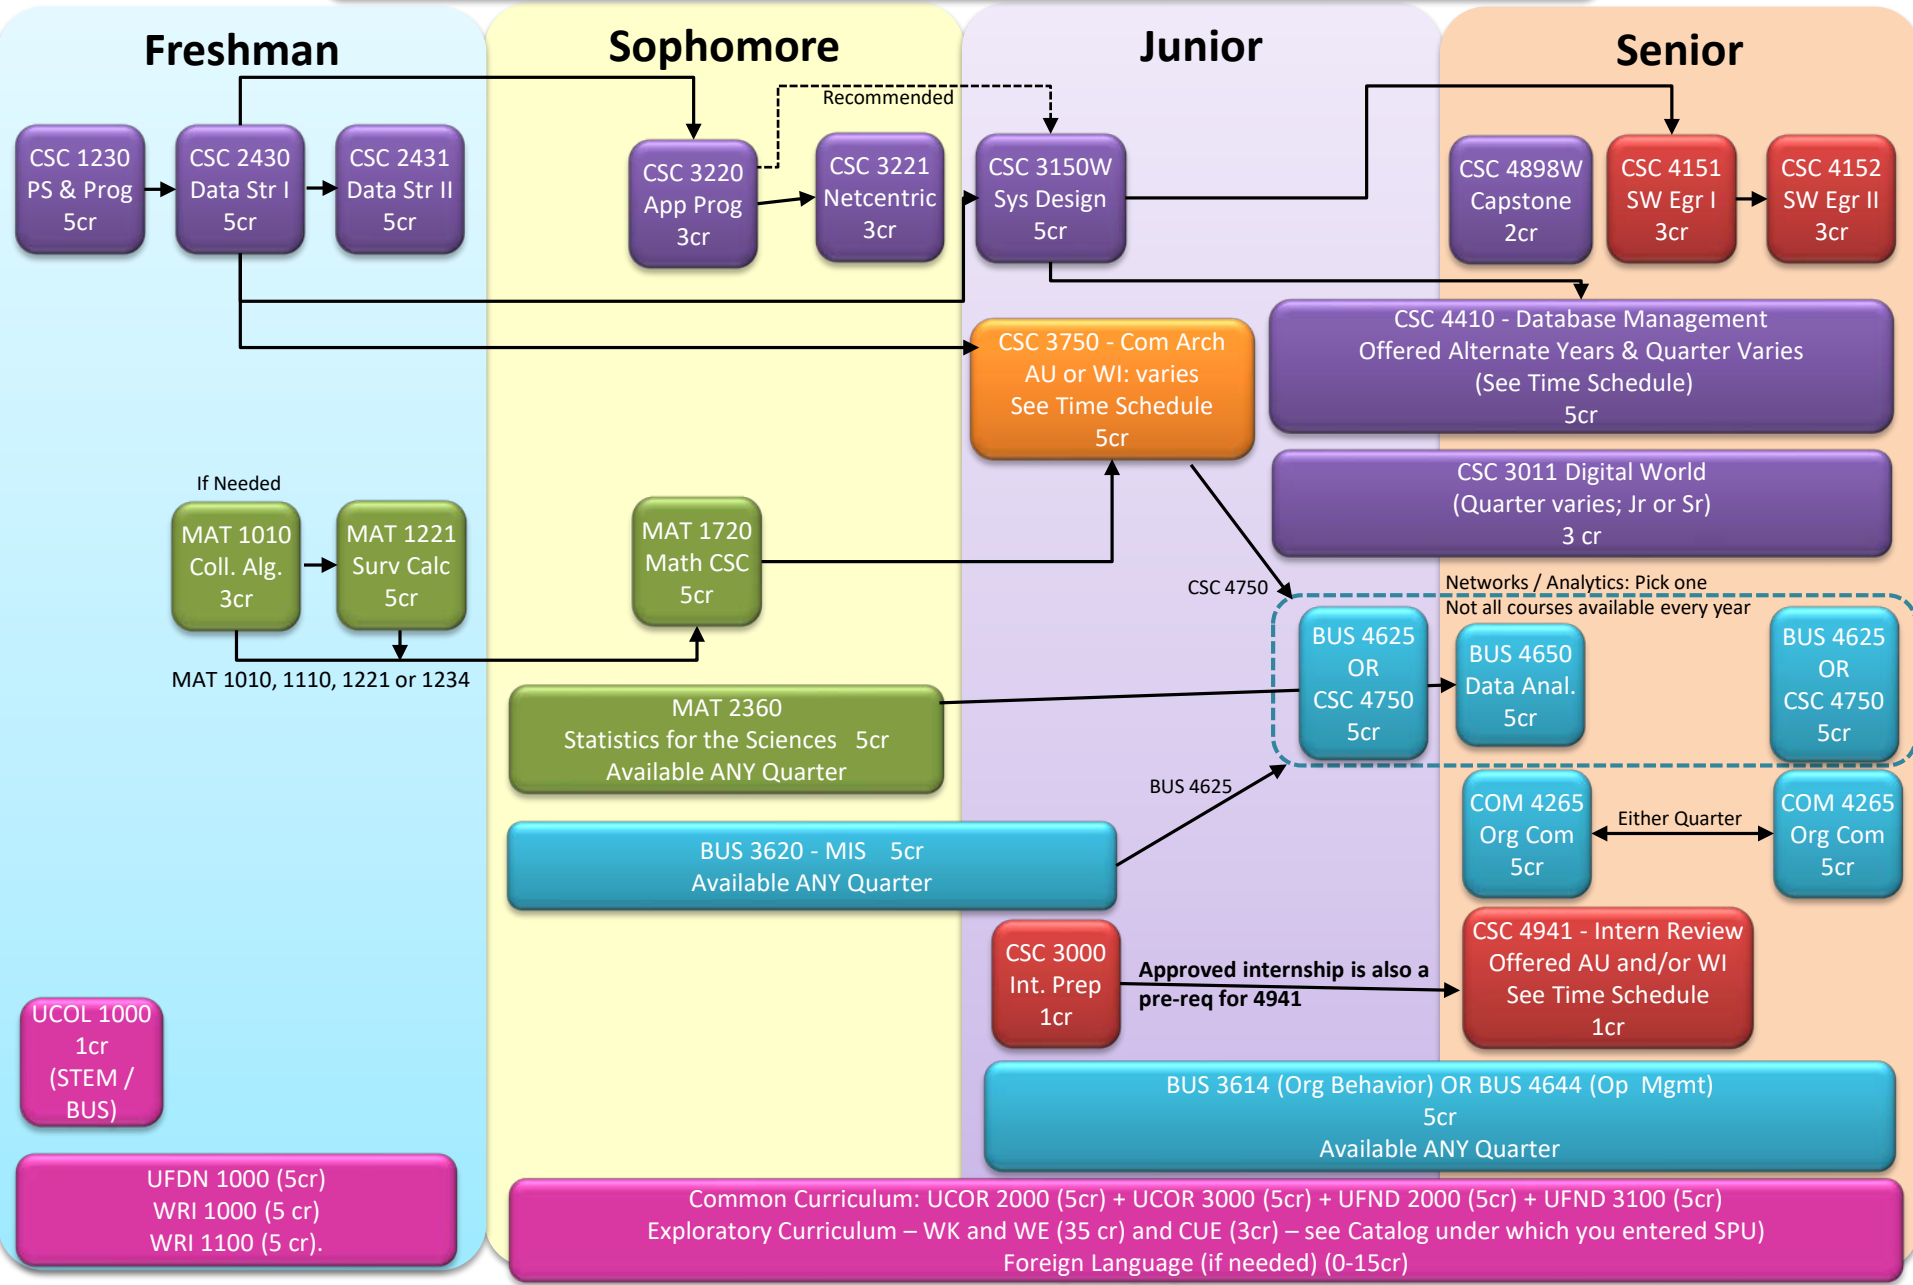 Freshman
Sophomore
Junior
Senior
Recommended
CSC 1230
PS & Prog
5cr
CSC 2430
Data Str I
5cr
CSC 2431
Data Str II
5cr
CSC 3220
App Prog
3cr
CSC 3221
Netcentric
3cr
CSC 3150W
Sys Design
5cr
CSC 4898W
Capstone
2cr
CSC 4151
SW Egr I
3cr
CSC 4152
SW Egr II
3cr
CSC 3750 - Com Arch
AU or WI: varies
See Time Schedule
5cr
CSC 4410 - Database Management
Offered Alternate Years & Quarter Varies
(See Time Schedule)
5cr
CSC 3011 Digital World
(Quarter varies; Jr or Sr)
3 cr
If Needed
MAT 1010
Coll. Alg.
3cr
MAT 1221
Surv Calc
5cr
MAT 1720
Math CSC
5cr
MAT 1010, 1110, 1221 or 1234
CSC 4750
Networks / Analytics: Pick one
Not all courses available every year
BUS 4625
OR
CSC 4750
5cr
BUS 4650
Data Anal.
5cr
BUS 4625
OR
CSC 4750
5cr
MAT 2360
Statistics for the Sciences 5cr
Available ANY Quarter
BUS 4625
BUS 3620 - MIS 5cr
Available ANY Quarter
COM 4265
Org Com
5cr
Either Quarter
COM 4265
Org Com
5cr
CSC 3000
Int. Prep
1cr
Approved internship is also a
pre-req for 4941
CSC 4941 - Intern Review
Offered AU and/or WI
See Time Schedule
1cr
UCOL 1000
1cr
(STEM /
BUS)
BUS 3614 (Org Behavior) OR BUS 4644 (Op Mgmt)
5cr
Available ANY Quarter
UFDN 1000 (5cr)
WRI 1000 (5 cr)
WRI 1100 (5 cr).
Common Curriculum: UCOR 2000 (5cr) + UCOR 3000 (5cr) + UFND 2000 (5cr) + UFND 3100 (5cr)
Exploratory Curriculum – WK and WE (35 cr) and CUE (3cr) – see Catalog under which you entered SPU)
Foreign Language (if needed) (0-15cr)